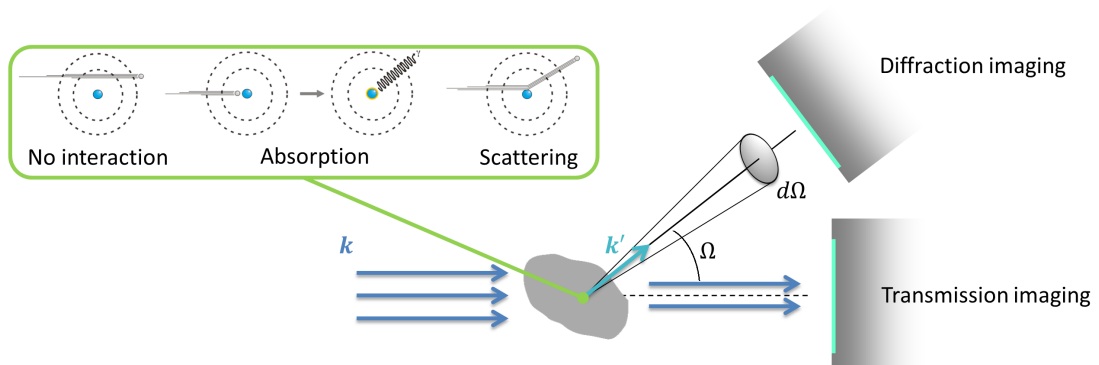 Diffraction imaging
γ
No interaction
Absorption
Scattering
dΩ
k
k′
Ω
Transmission imaging